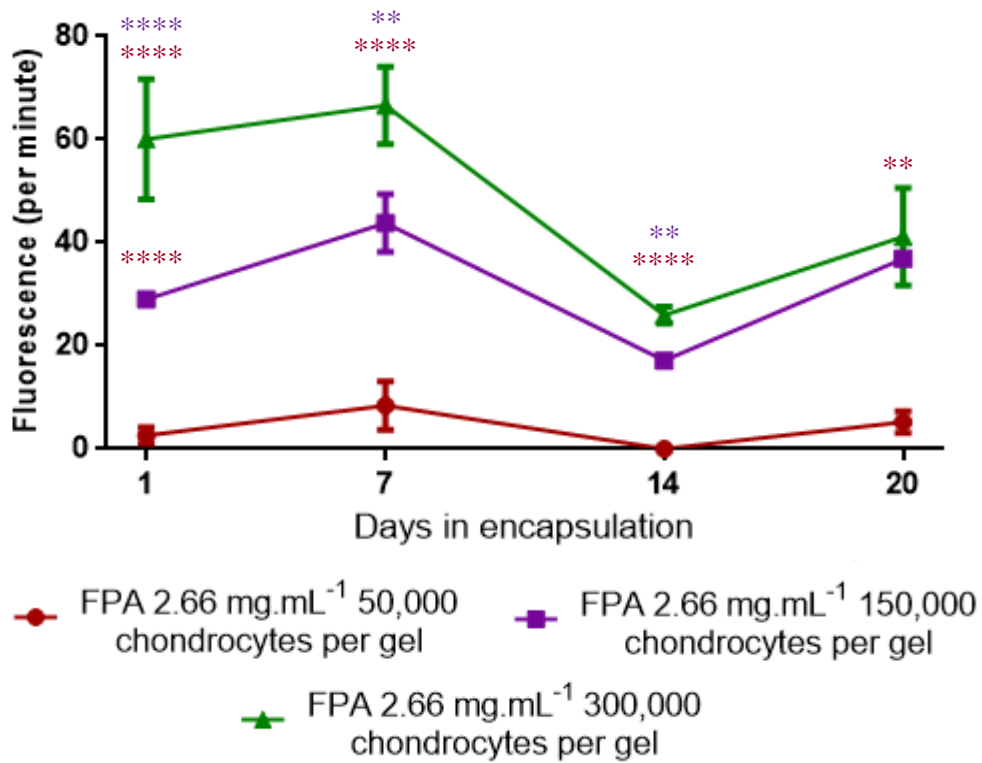 Fluorescence (per minute)
80
60
40
20
0
****
****
****
**
****
**
****
**
1 7 14 20
Days in encapsulation
FPA 2.66 mg.mL⁻¹ 50,000
chondrocytes per gel
FPA 2.66 mg.mL⁻¹ 150,000
chondrocytes per gel
FPA 2.66 mg.mL⁻¹ 300,000
chondrocytes per gel